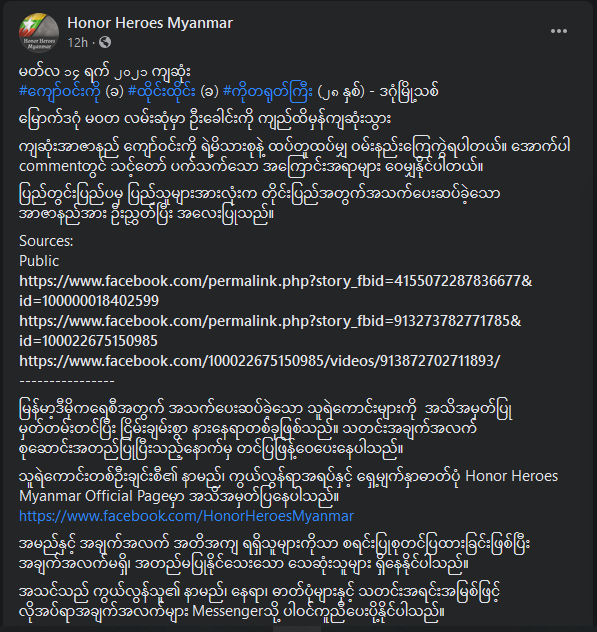 Honor Heroes Myanmar
12h ·
မတ်လ ၁၄ ရက် ၂၀၂၁ ကျဆုံး
#ကျော်ဝင်းကို (ခ) #ထိုင်းထိုင်း (ခ) #ကိုတရုတ်ကြီး (၂၈ နှစ်) - ဒဂုံမြို့သစ်
မြောက်ဒဂုံ မဝတ လမ်းဆုံမှာ ဦးခေါင်းကို ကျည်ထိမှန်ကျဆုံးသွား
ကျဆုံးအာဇာနည် ကျော်ဝင်းကို ရဲ့မိသားစုနဲ့ ထပ်တူထပ်မျှ ဝမ်းနည်းကြေကွဲရပါတယ်။ အောက်ပါ
commentတွင် သင့်တော် ပက်သက်သော အကြောင်းအရာများ ဝေမျှနိုင်ပါတယ်။
ပြည်တွင်းပြည်ပမှ ပြည်သူများအားလုံးက တိုင်းပြည်အတွက်အသက်ပေးဆပ်ခဲ့သော
အာဇာနည်အား ဦးညွှတ်ပြီး အလေးပြုသည်။
Sources:
Public
https://www.facebook.com/permalink.php?story_fbid=4155072287836677&
id=100000018402599
https://www.facebook.com/permalink.php?story_fbid=913273782771785&
id=100022675150985
https://www.facebook.com/100022675150985/videos/913872702711893/
----------------
မြန်မာ့ဒီမိုကရေစီအတွက် အသက်ပေးဆပ်ခဲ့သော သူရဲကောင်းများကို အသိအမှတ်ပြု
မှတ်တမ်းတင်ပြီး ငြိမ်းချမ်းစွာ နားနေရာတစ်ခုဖြစ်သည်။ သတင်းအချက်အလက်
စုဆောင်းအတည်ပြုပြီးသည့်နောက်မှ တင်ပြဖြန့်ဝေပေးနေပါသည်။
သူရဲကောင်းတစ်ဦးချင်းစီ၏ နာမည်၊ ကွယ်လွန်ရာအရပ်နှင့် ရှေ့မျက်နှာဓာတ်ပုံ Honor Heroes
Myanmar Official Pageမှာ အသိအမှတ်ပြုနေပါသည်။
https://www.facebook.com/HonorHeroesMyanmar
အမည်နှင့် အချက်အလက် အတိအကျ ရရှိသူများကိုသာ စရင်းပြုစုတင်ပြထားခြင်းဖြစ်ပြီး
အချက်အလက်မရှိ၊ အတည်မပြုနိုင်သေးသော သေဆုံးသူများ ရှိနေနိုင်ပါသည်။
အသင်သည် ကွယ်လွန်သူ၏ နာမည်၊ နေရာ၊ ဓာတ်ပုံများနှင့် သတင်းအရင်းအမြစ်ဖြင့်
လိုအပ်ရာအချက်အလက်များ Messengerသို့ ပါဝင်ကူညီပေးပို့နိုင်ပါသည်။